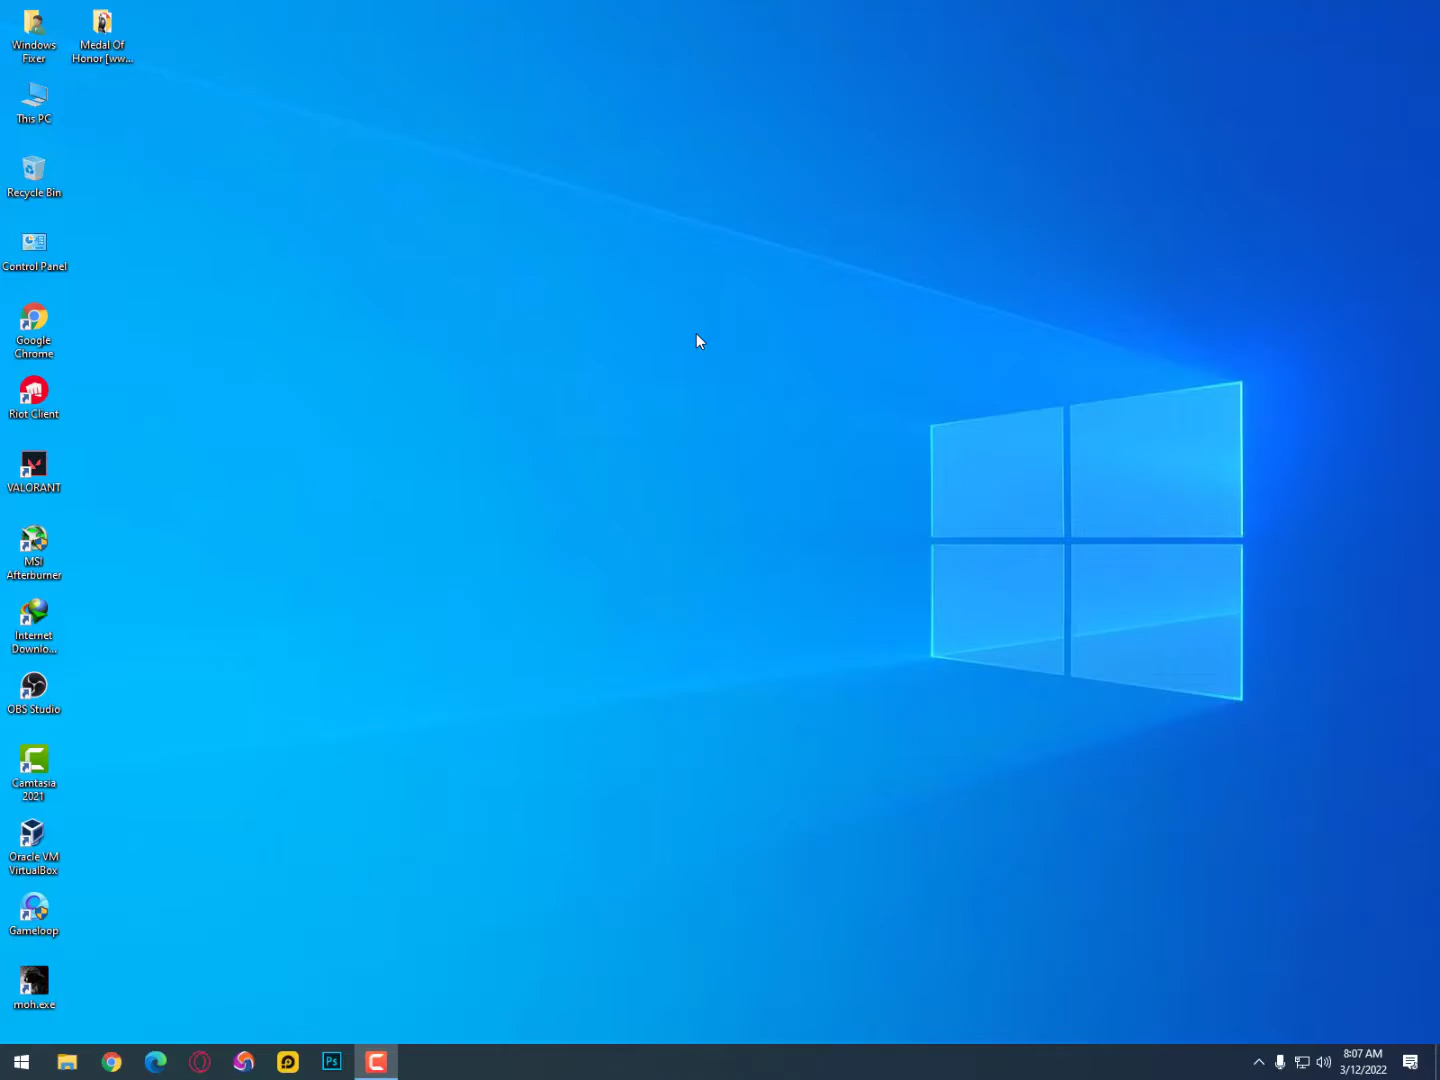 Windows
Fixer
Medal Of
Honor [ww...
This PC
Recycle Bin
Control Panel
Google
Chrome
Riot Client
VALORANT
MSI
Afterburner
Internet
Downlo...
OBS Studio
Camtasia
2021
Oracle VM
VirtualBox
Gameloop
moh.exe
Ps
8:07 AM
3/12/2022